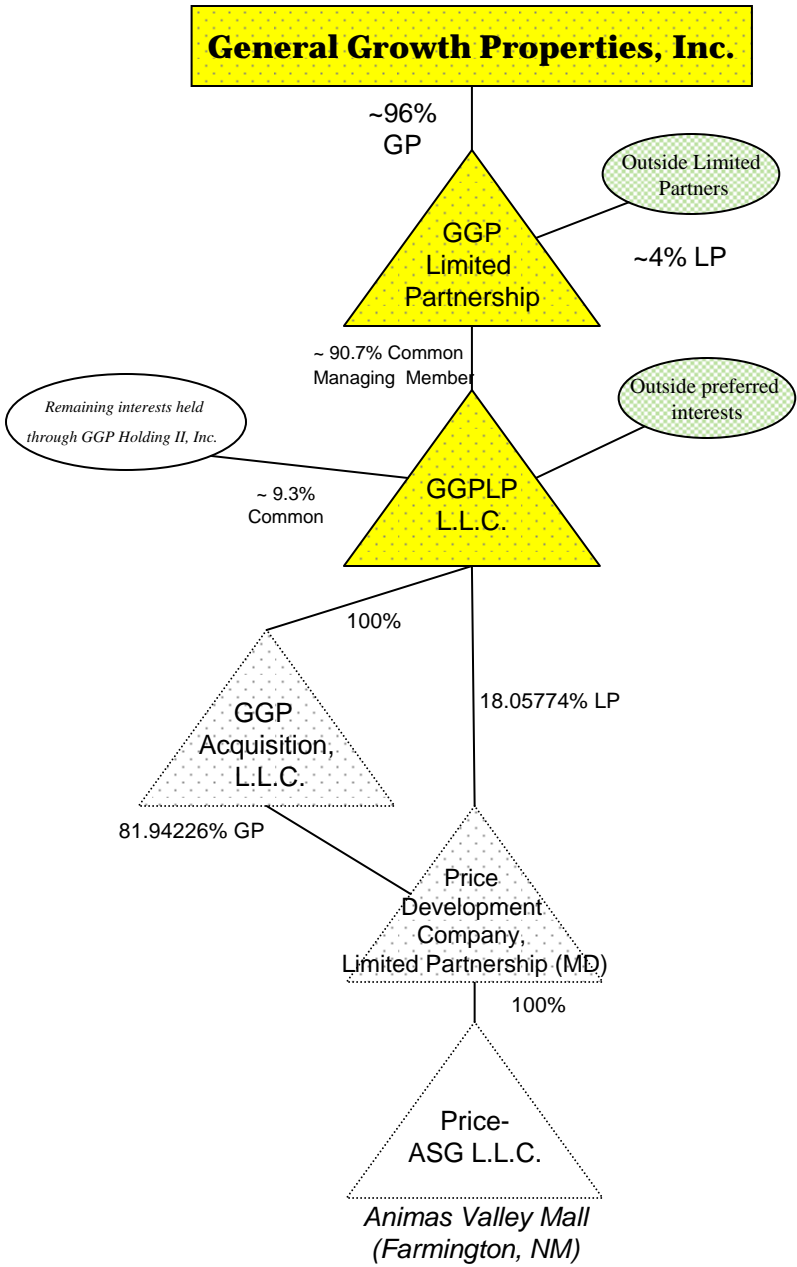 General Growth Properties, Inc.
~96%
GP
Outside Limited
Partners
GGP
Limited
Partnership
~4% LP
~ 90.7% Common
Managing Member
Remaining interests held
through GGP Holding II, Inc.
Outside preferred
interests
~ 9.3%
Common
GGPLP
L.L.C.
100%
18.05774% LP
GGP
Acquisition,
L.L.C.
81.94226% GP
Price
Development
Company,
Limited Partnership (MD)
100%
Price-
ASG L.L.C.
Animas Valley Mall
(Farmington, NM)